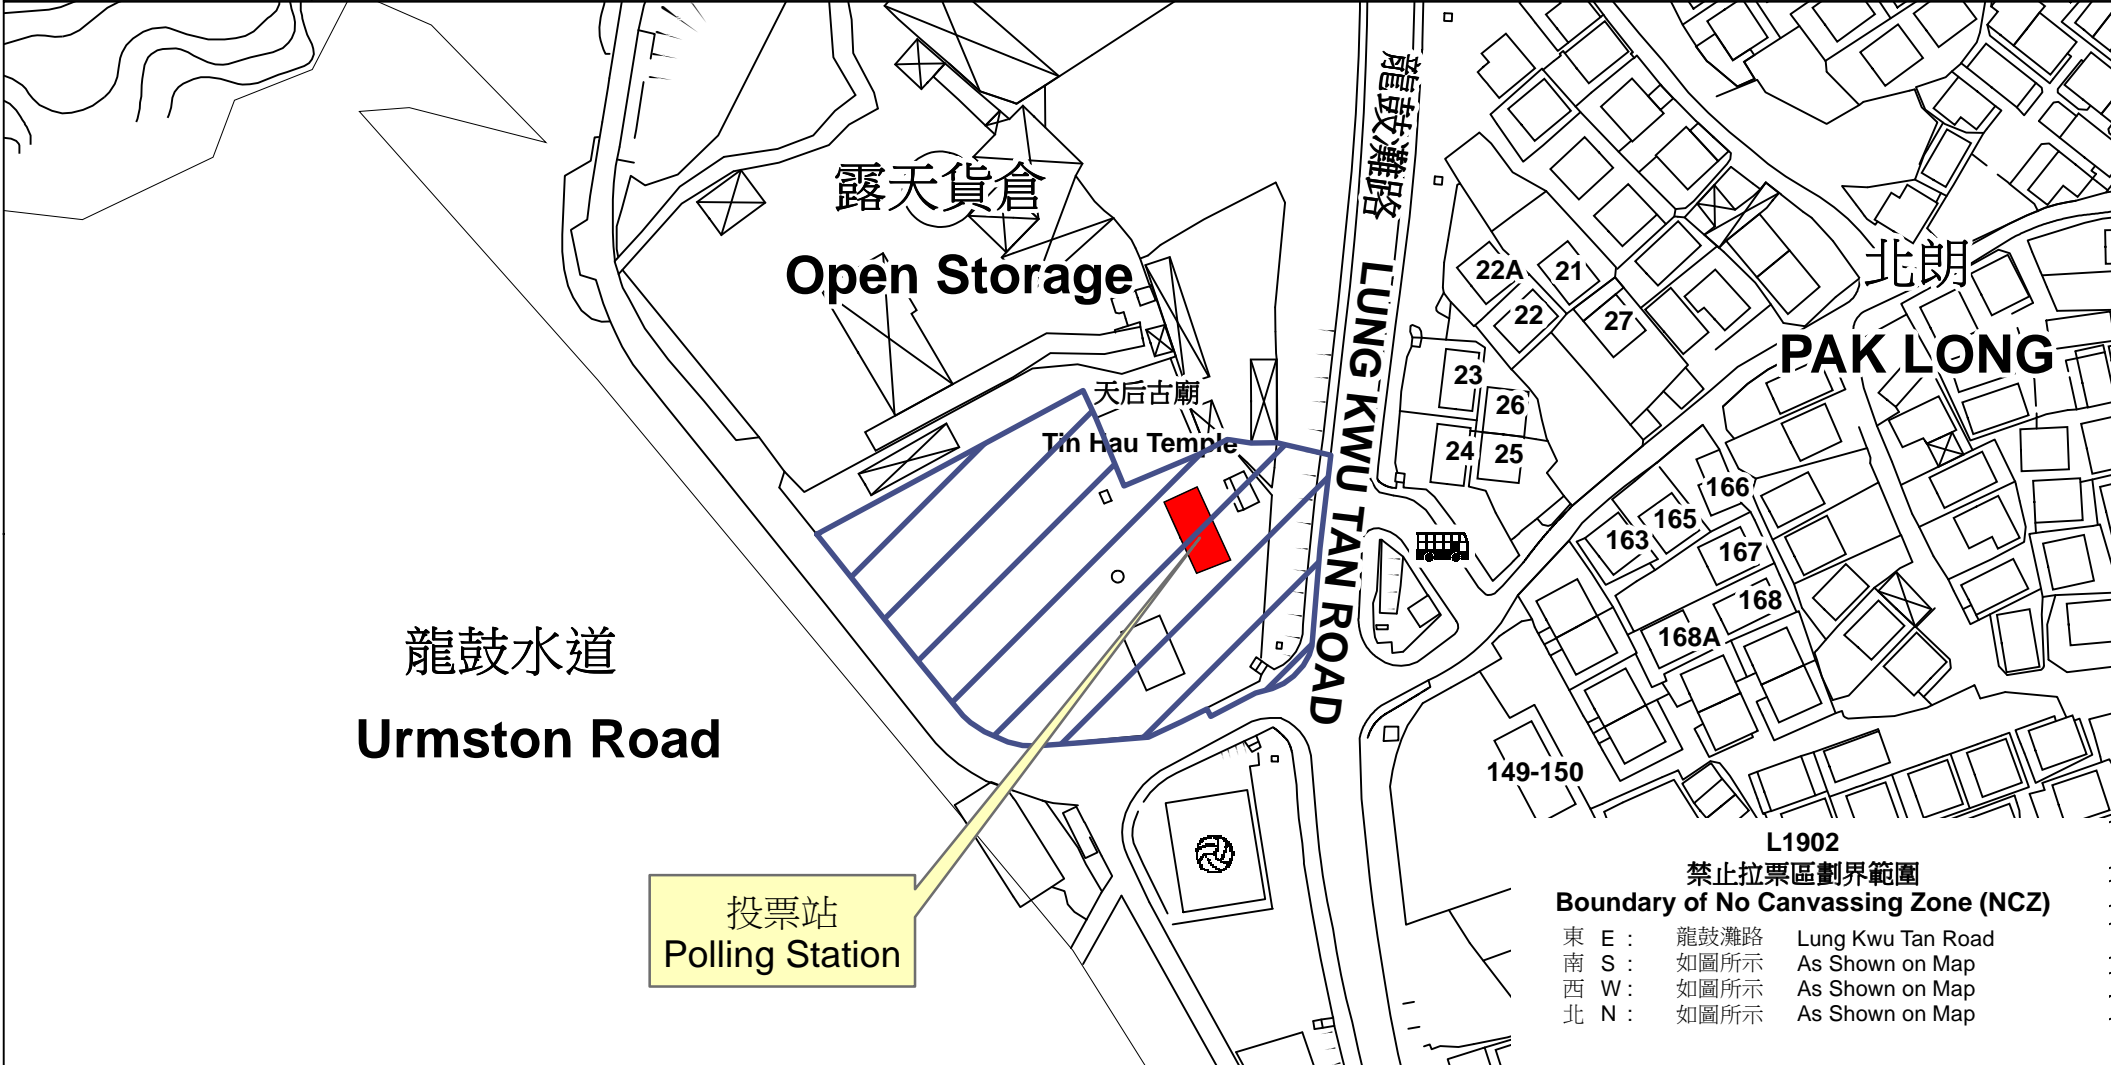 露天貨倉
Open Storage
天后古廟
Tin Hau Temple
龍鼓灘路 LUNG KWU TAN ROAD
北朗
PAK LONG
22A
21
22
27
23
26
24
25
166
165
163
167
168
168A
149-150
龍鼓水道
Urmston Road
投票站
Polling Station
L1902
禁止拉票區劃界範圍
Boundary of No Canvassing Zone (NCZ)
東 E : 龍鼓灘路 Lung Kwu Tan Road
南 S : 如圖所示 As Shown on Map
西 W : 如圖所示 As Shown on Map
北 N : 如圖所示 As Shown on Map